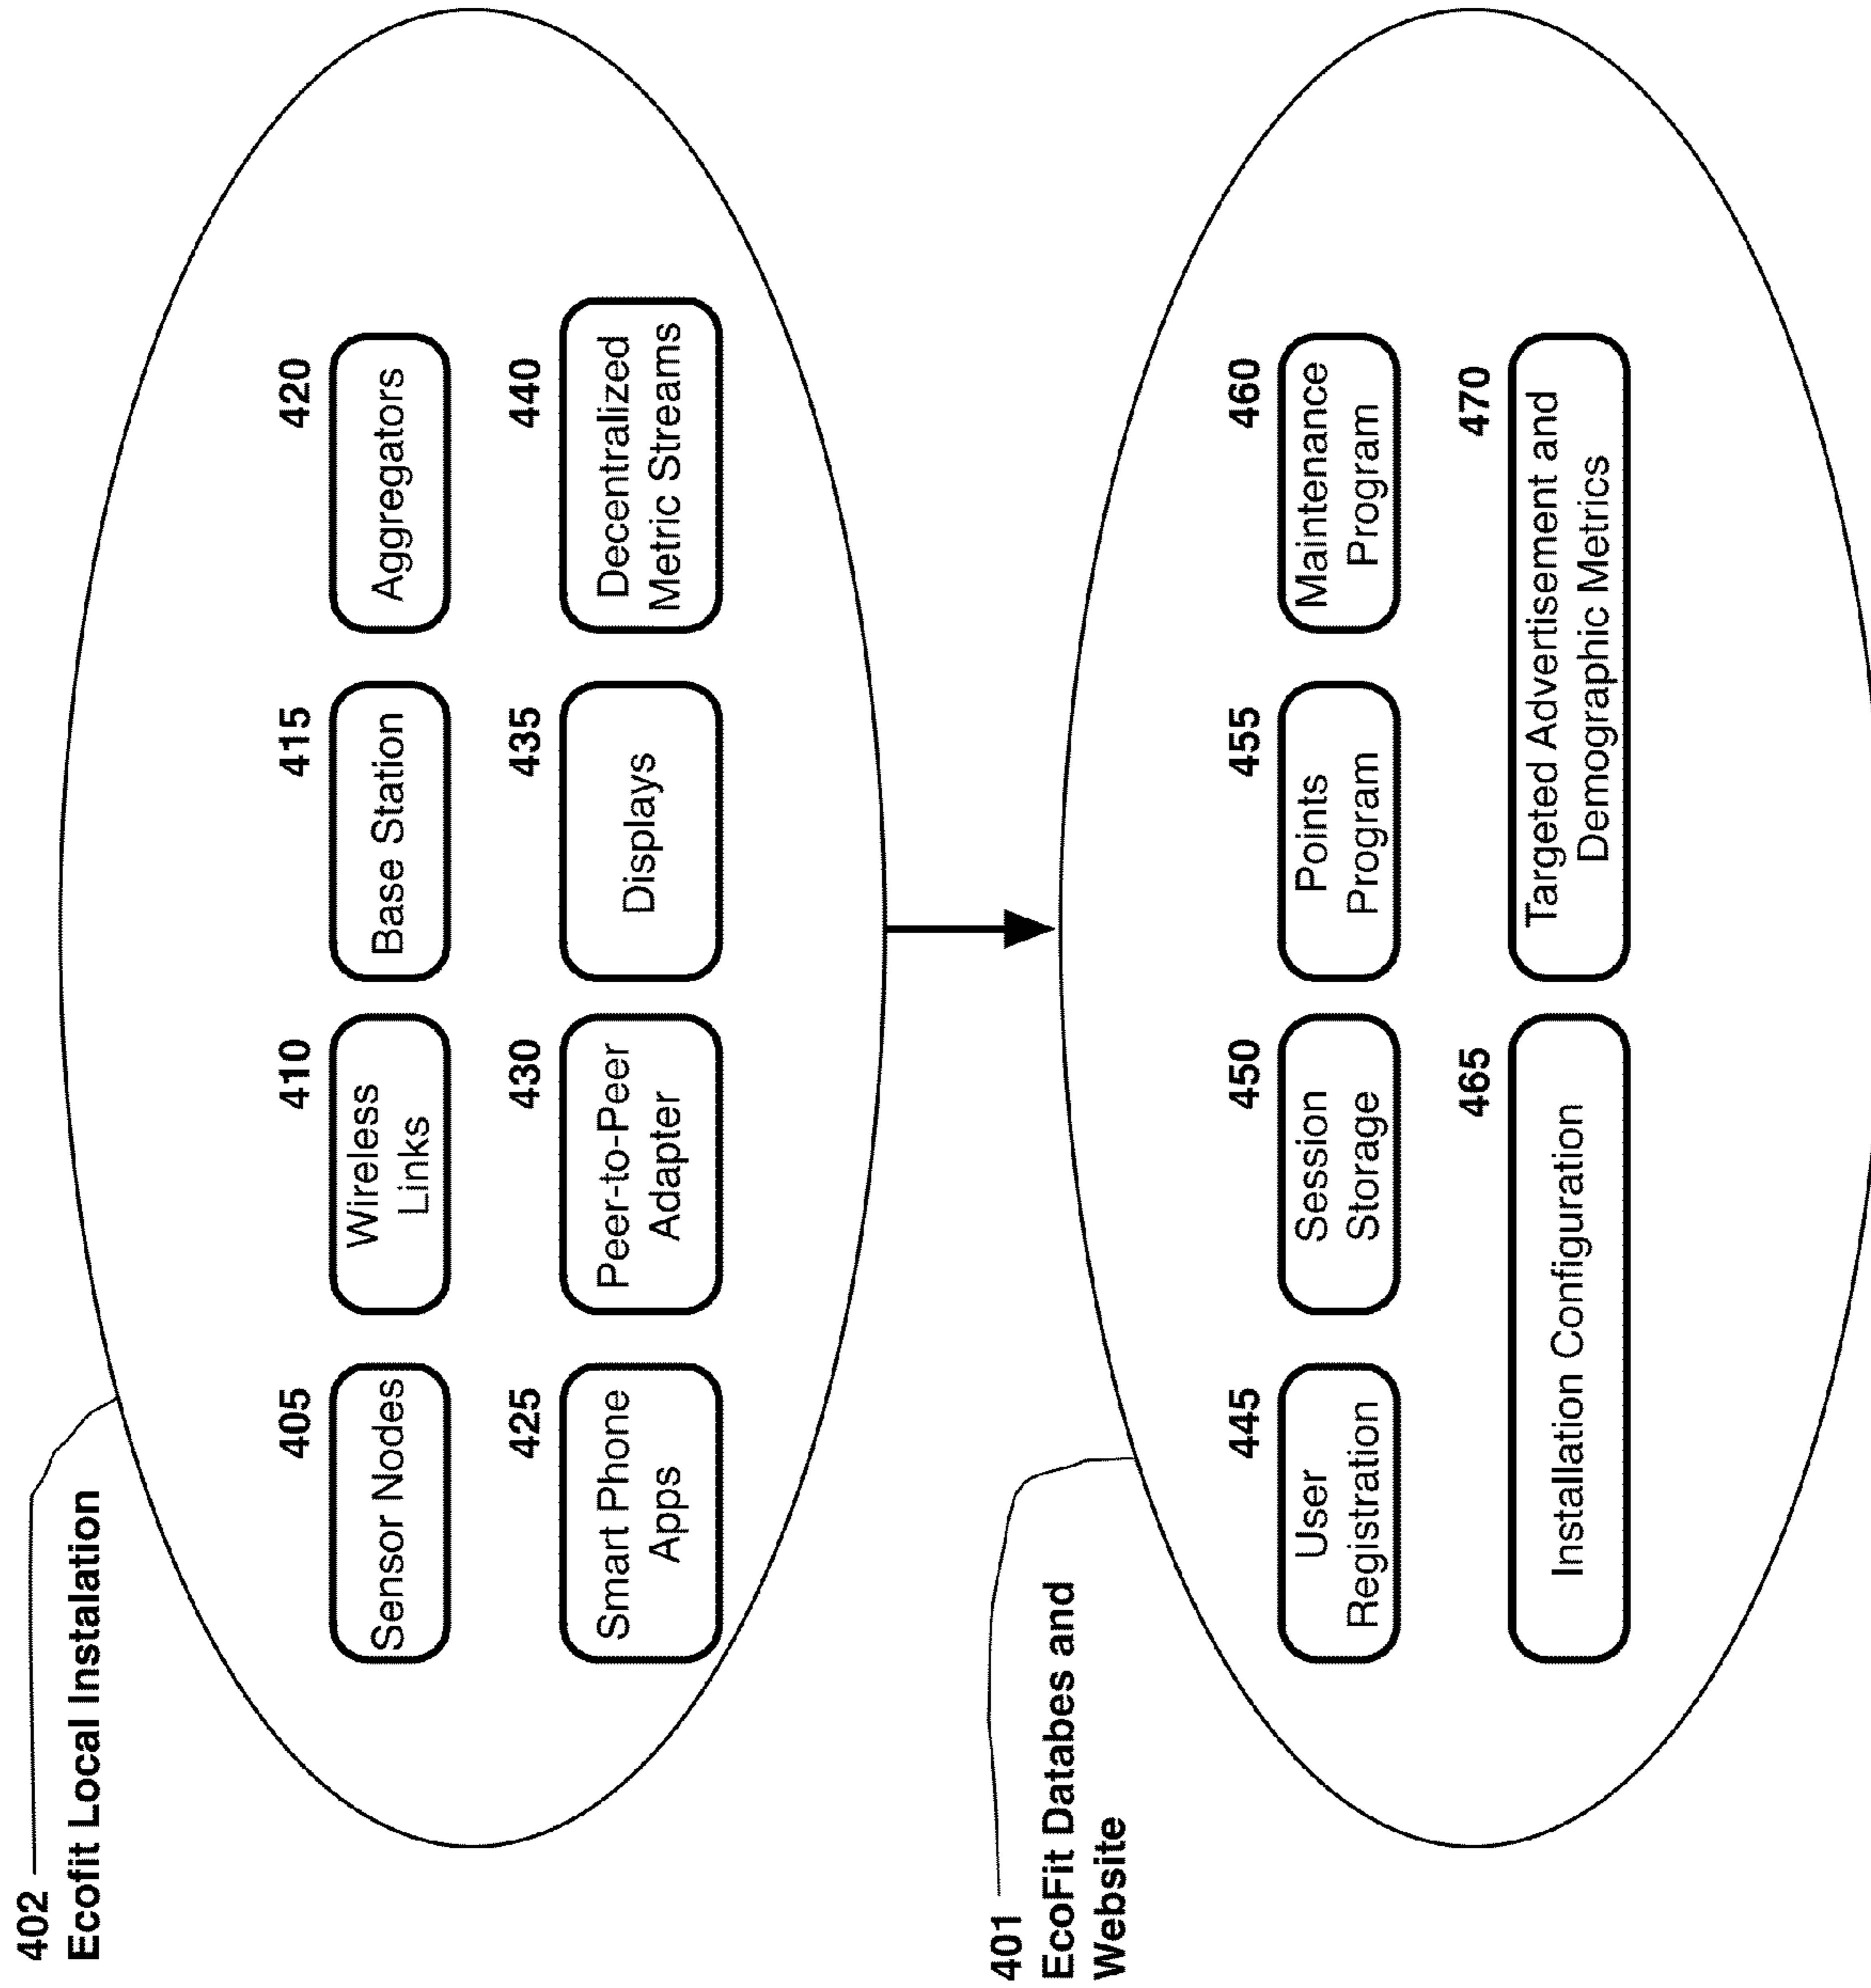 402
Ecofit Local Instalation
405
Sensor Nodes
410
Wireless
Links
415
Base Station
420
Aggregators
425
Smart Phone
Apps
430
Peer-to-Peer
Adapter
435
Displays
440
Decentralized
Metric Streams
401
EcoFit Databes and
Website
445
User
Registration
450
Session
Storage
455
Points
Program
460
Maintenance
Program
465
Installation Configuration
470
Targeted Advertisement and
Demographic Metrics